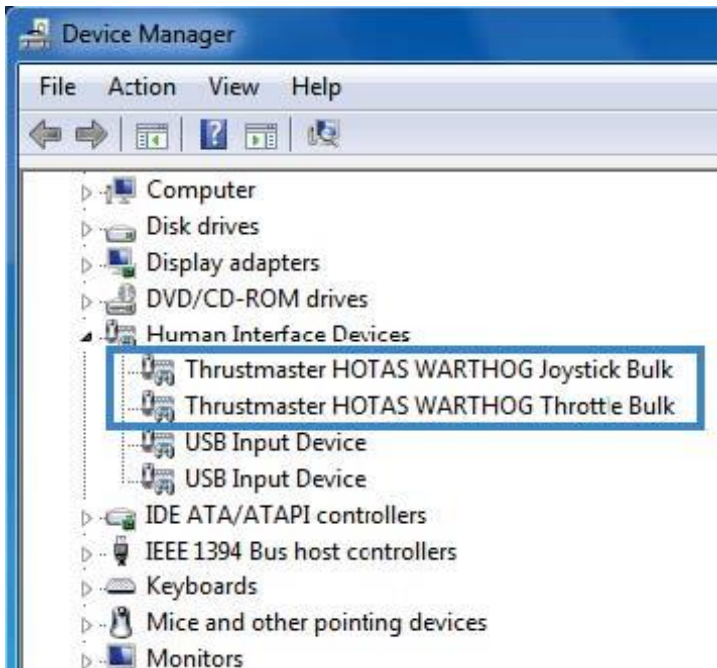 Device Manager
File Action View Help
Computer
Disk drives
Display adapters
DVD/CD-ROM drives
Human Interface Devices
Thrustmaster HOTAS WARTHOG Joystick Bulk
Thrustmaster HOTAS WARTHOG Throttle Bulk
USB Input Device
USB Input Device
IDE ATA/ATAPI controllers
IEEE 1394 Bus host controllers
Keyboards
Mice and other pointing devices
Monitors